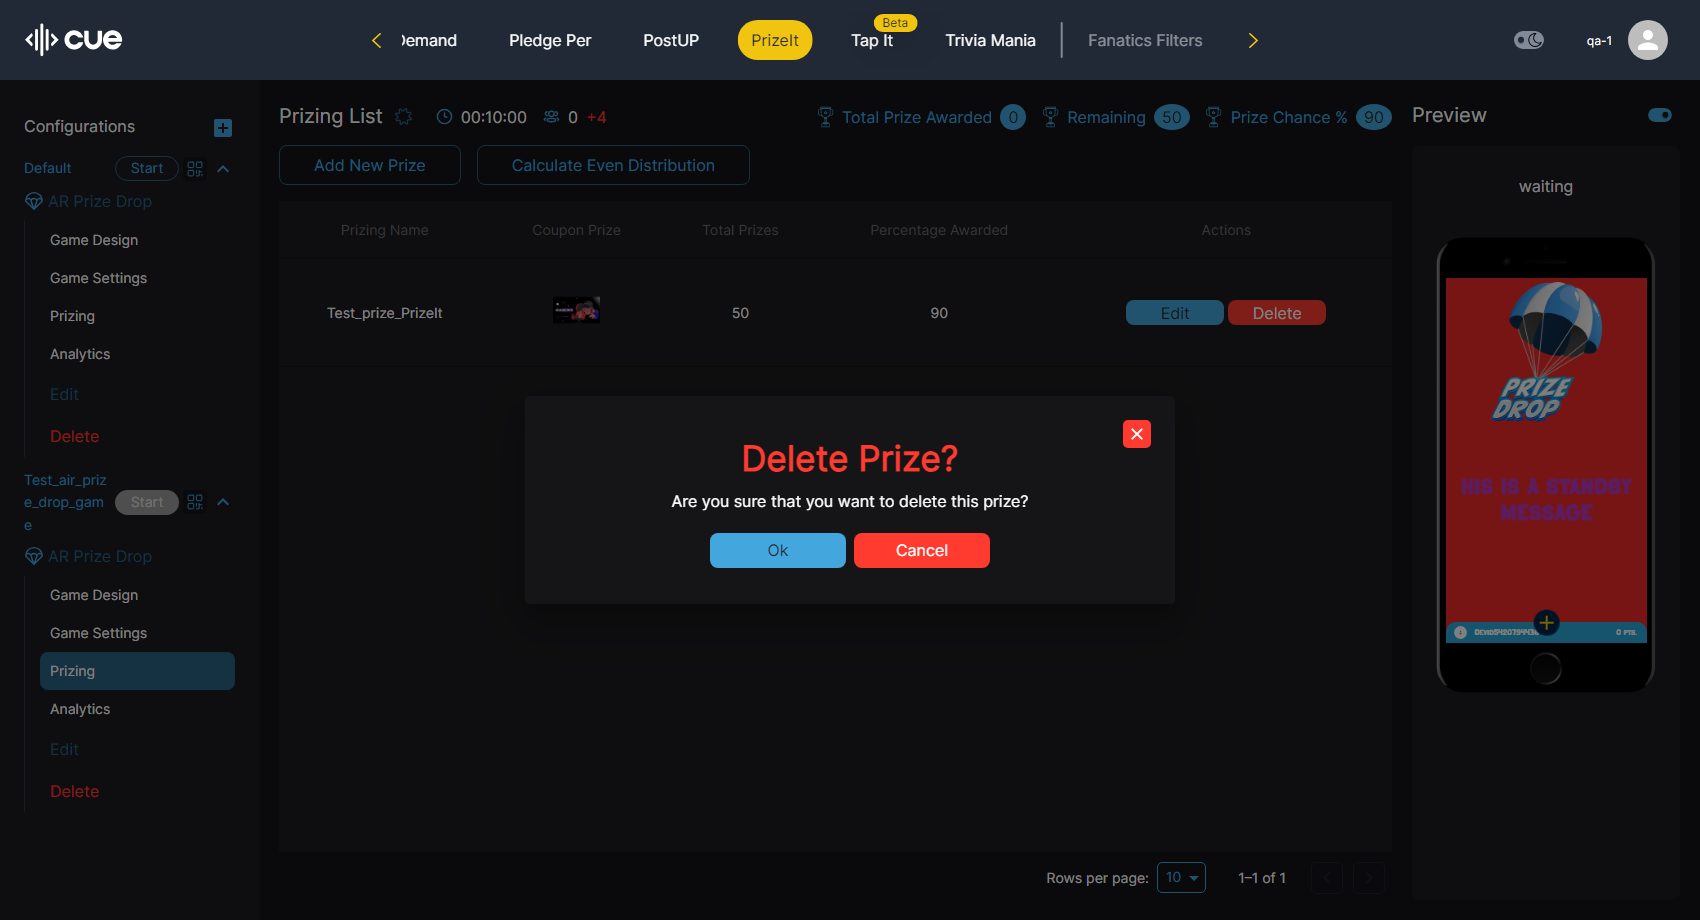 cue
Demand
Pledge Per
PostUP
PrizeIt
Beta
Tap It
Trivia Mania
Fanatics Filters
qa-1
Configurations
Default
Start
AR Prize Drop
Game Design
Game Settings
Prizing
Analytics
Edit
Delete
Test_air_priz
e_drop_gam
e
Start
AR Prize Drop
Game Design
Game Settings
Prizing
Analytics
Edit
Delete
Prizing List
00:10:00
0 +4
Total Prize Awarded 0
Remaining 50
Prize Chance % 90
Add New Prize
Calculate Even Distribution
Prizing Name
Coupon Prize
Total Prizes
Percentage Awarded
Actions
Test_prize_PrizeIt
50
90
Edit
Delete
Delete Prize?
Are you sure that you want to delete this prize?
Ok
Cancel
Rows per page: 10
1–1 of 1
Preview
waiting
PRIZE
DROP
HIS IS A STANDBY
MESSAGE
0 PTS.